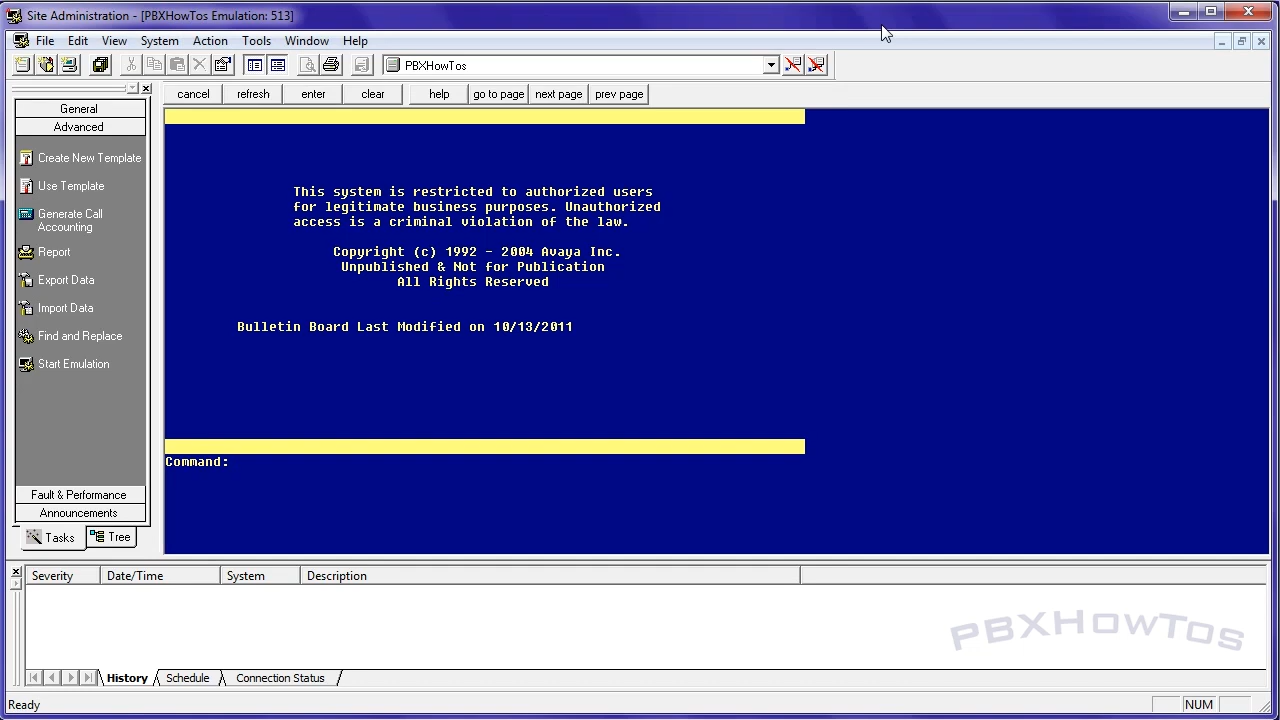 Site Administration - [PBXHowTos Emulation: 513]
File Edit View System Action Tools Window Help
PBXHowTos
cancel refresh enter clear help go to page next page prev page
General
Advanced
Create New Template
Use Template
Generate Call
Accounting
Report
Export Data
Import Data
Find and Replace
Start Emulation
Fault & Performance
Announcements
Tasks Tree
This system is restricted to authorized users
for legitimate business purposes. Unauthorized
access is a criminal violation of the law.
Copyright (c) 1992 - 2004 Avaya Inc.
Unpublished & Not for Publication
All Rights Reserved
Bulletin Board Last Modified on 10/13/2011
Command:
Severity Date/Time System Description
PBXHowTos
History Schedule Connection Status
Ready NUM